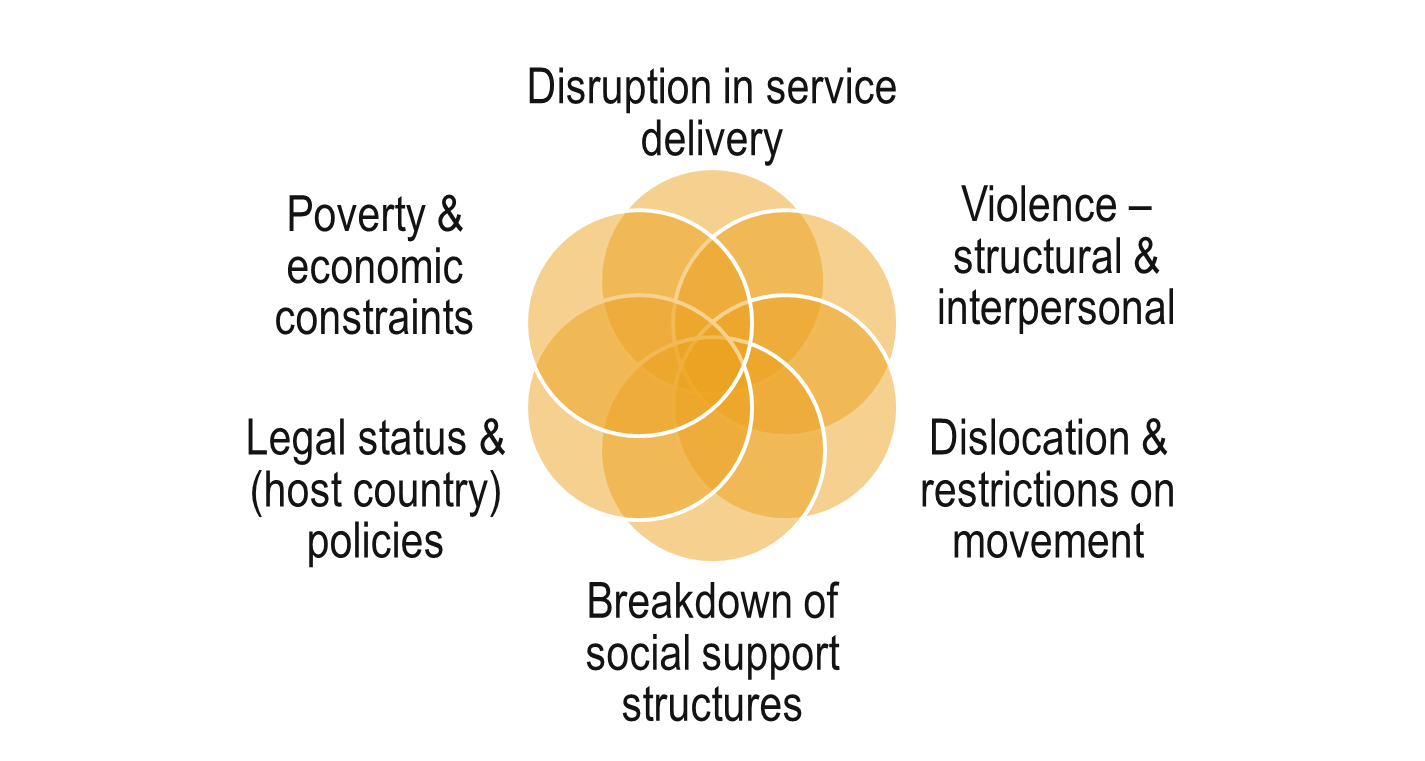 Disruption in service
delivery
Poverty &
economic
constraints
Violence –
structural &
interpersonal
Legal status &
(host country)
policies
Dislocation &
restrictions on
movement
Breakdown of
social support
structures